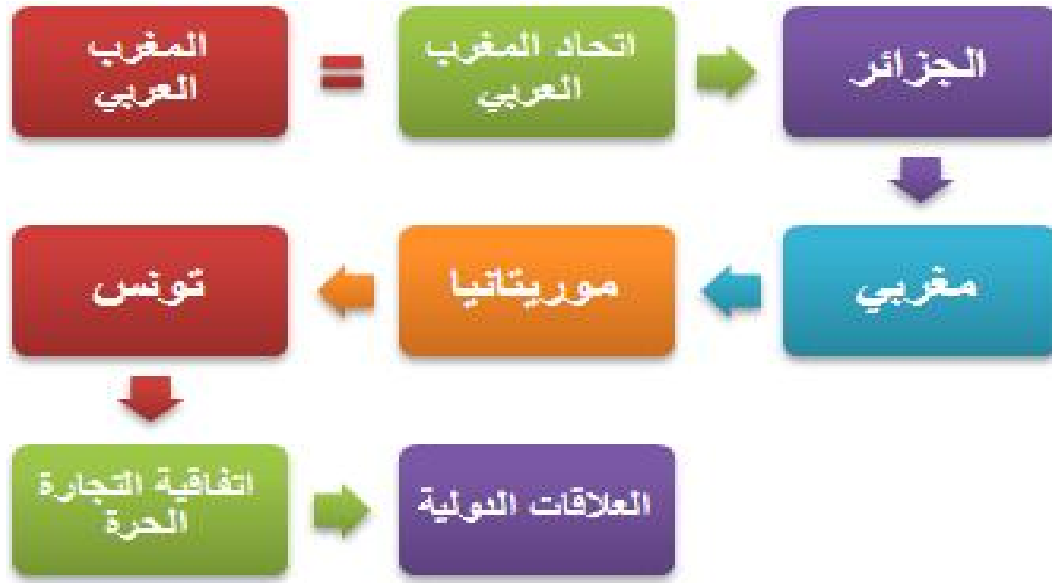 المغرب
العربي
=
اتحاد المغرب
العربي
الجزائر
مغربي
موريتانيا
تونس
اتفاقية التجارة
الحرة
العلاقات الدولية